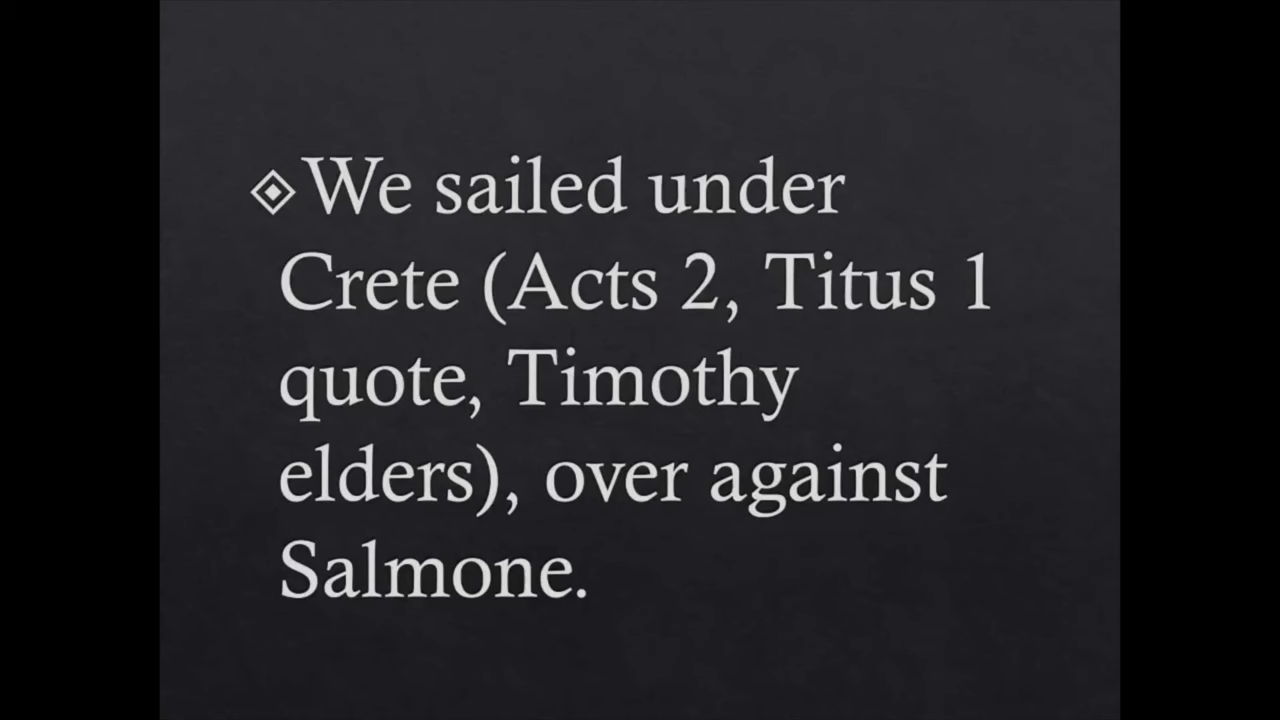 We sailed under
Crete (Acts 2, Titus 1
quote, Timothy
elders), over against
Salmone.